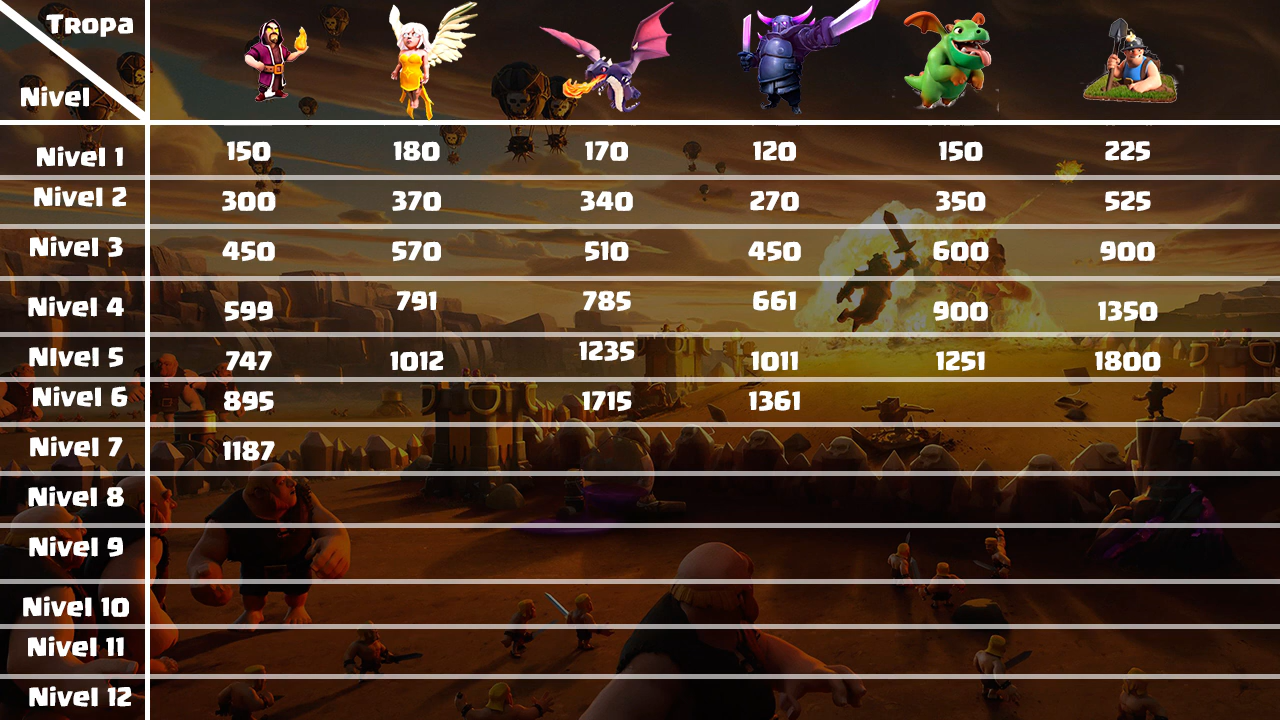 Tropa
Nivel
Nivel 1 150 180 170 120 150 225
Nivel 2 300 370 340 270 350 525
Nivel 3 450 570 510 450 600 900
Nivel 4 599 791 785 661 900 1350
NIvel 5 747 1012 1235 1011 1251 1800
Nivel 6 895 1715 1361
Nivel 7 1187
Nivel 8
Nivel 9
Nivel 10
Nivel 11
Nivel 12